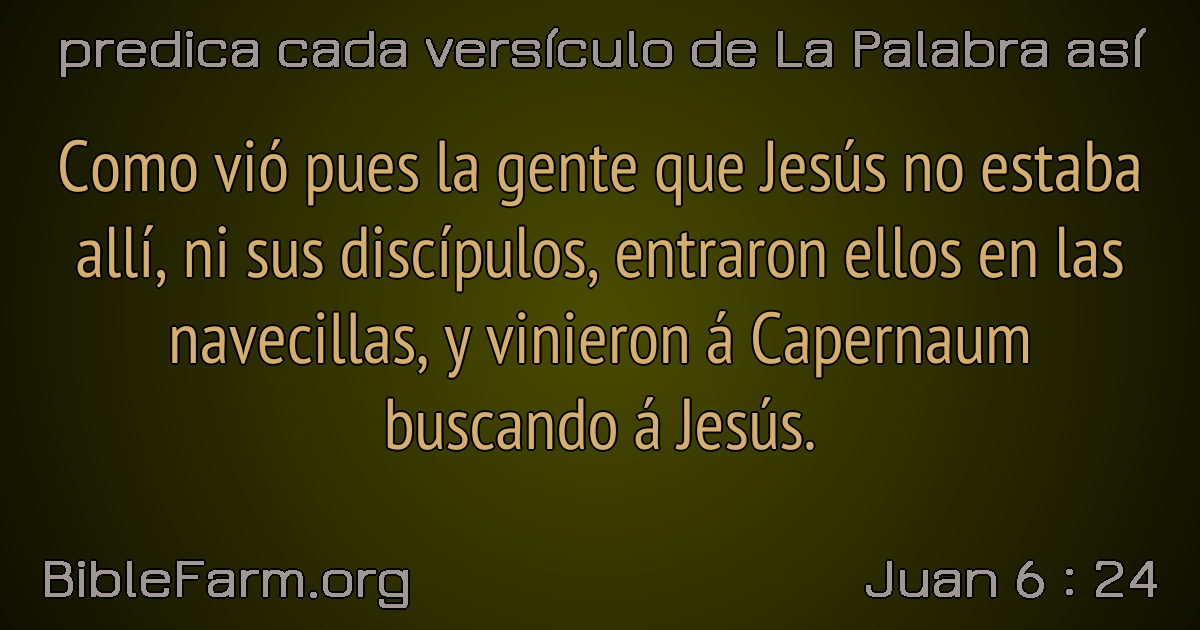 predica cada versículo de La Palabra así
Como vió pues la gente que Jesús no estaba
allí, ni sus discípulos, entraron ellos en las
navecillas, y vinieron á Capernaum
buscando á Jesús.
BibleFarm.org
Juan 6 : 24